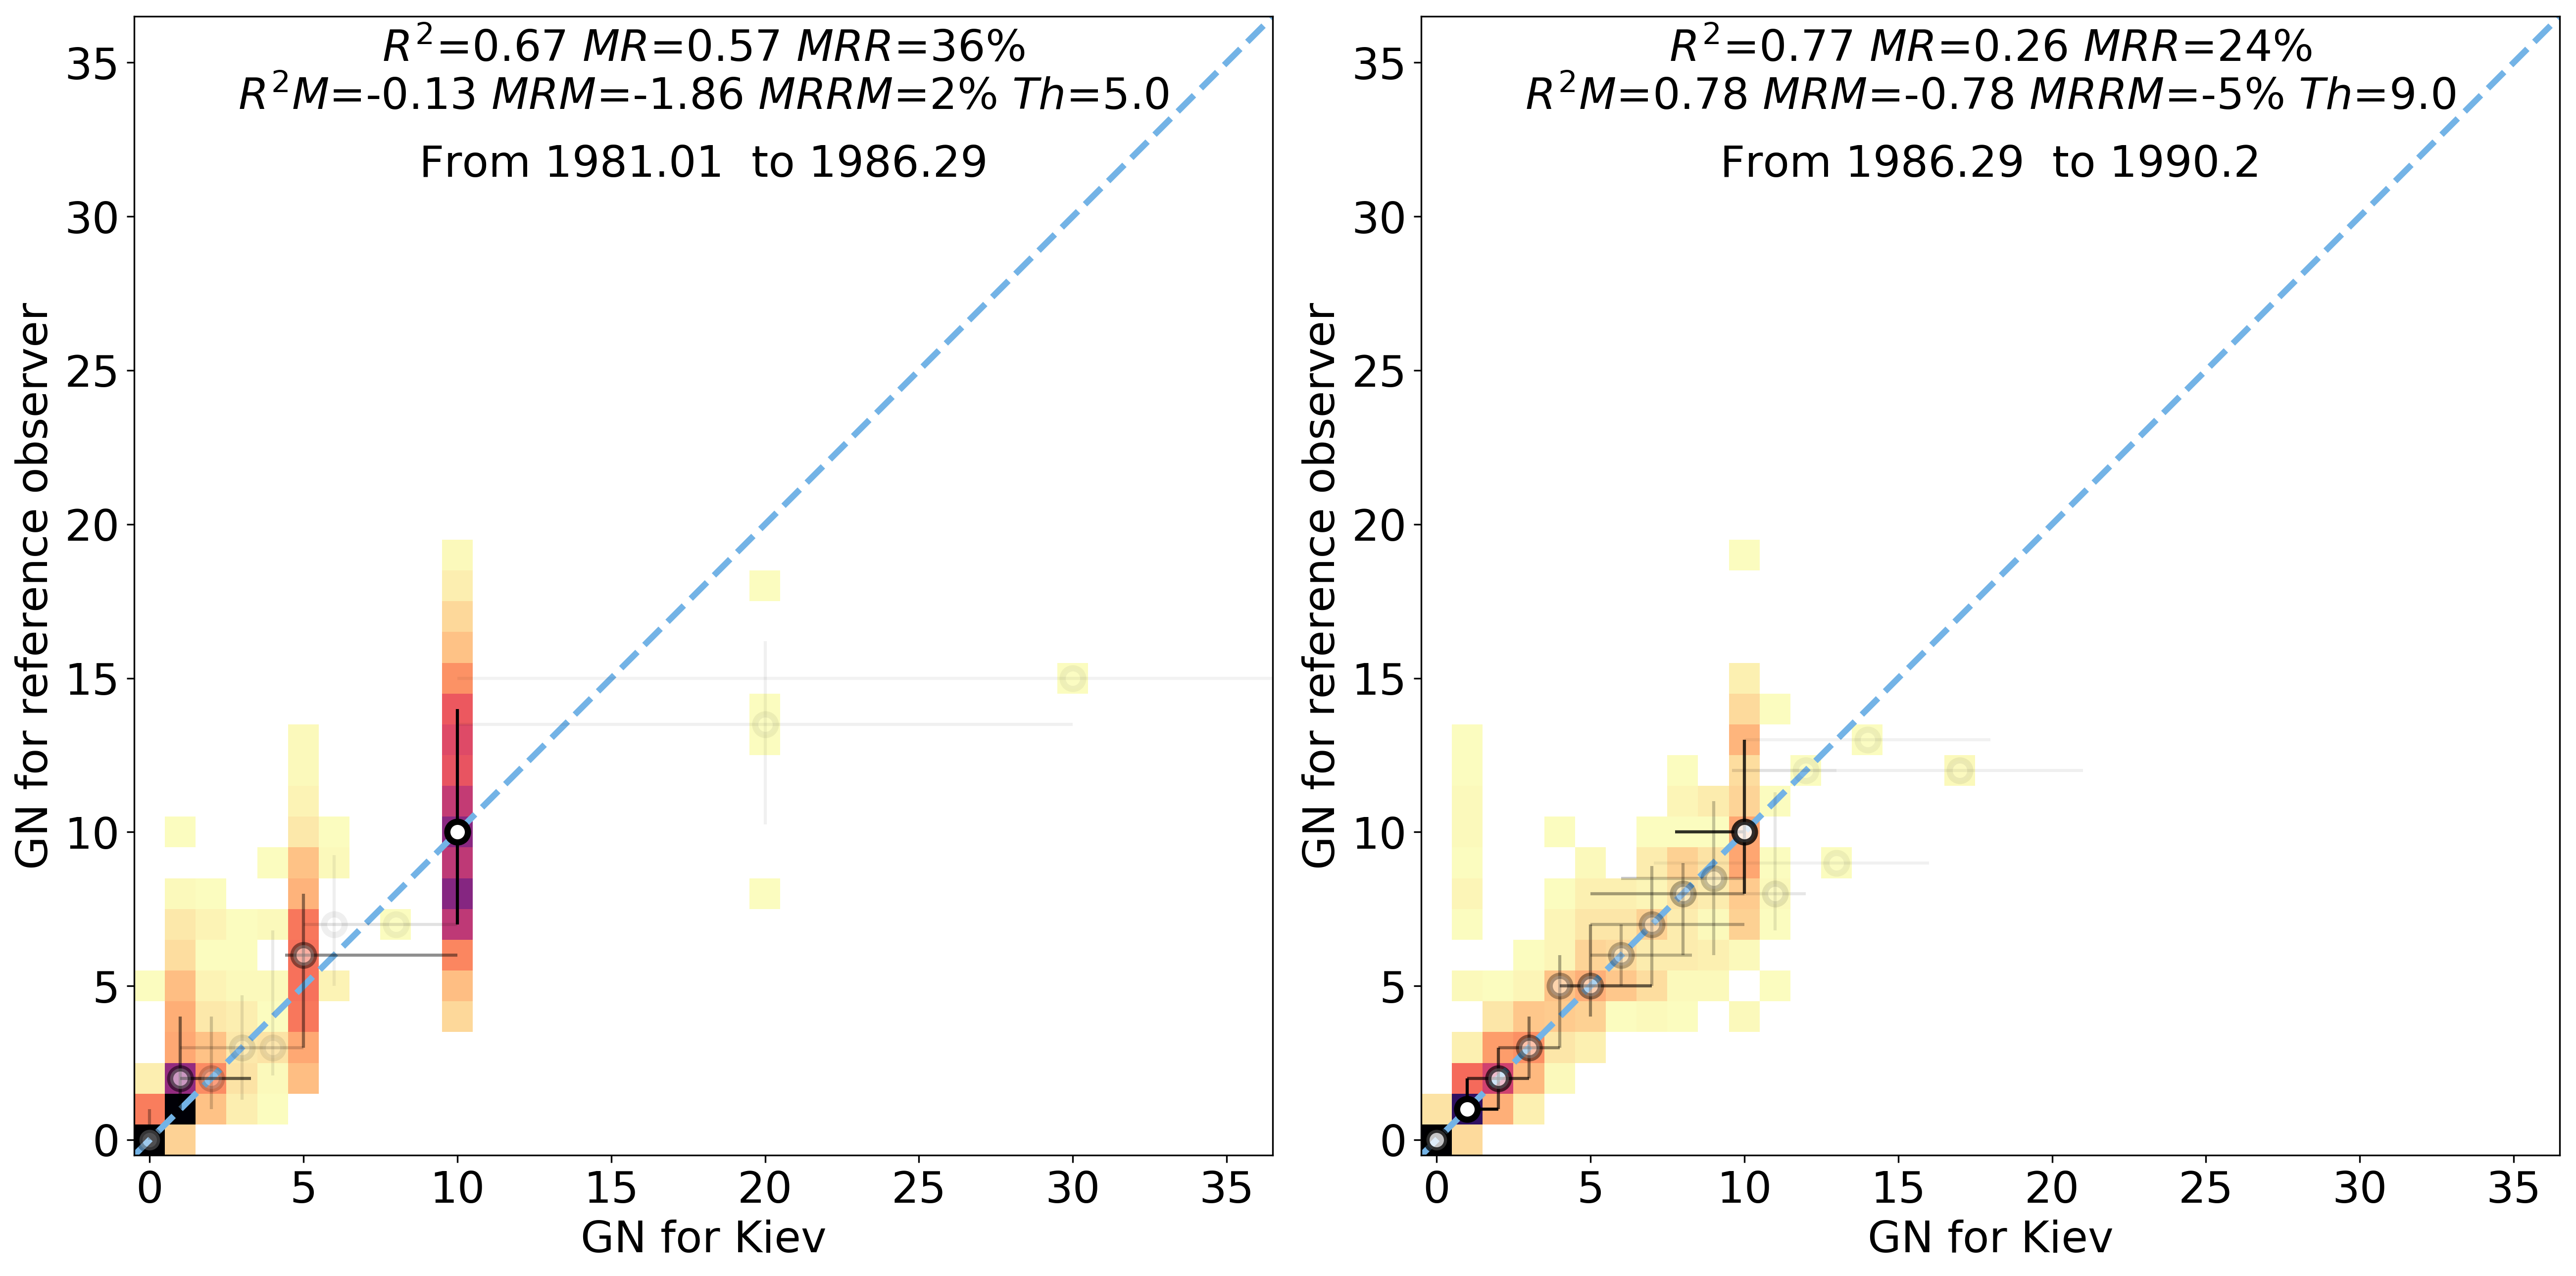 R²=0.67 MR=0.57 MRR=36%
R²M=-0.13 MRM=-1.86 MRRM=2% Th=5.0
From 1981.01 to 1986.29
35
30
25
20
15
10
5
0
GN for reference observer
0 5 10 15 20 25 30 35
GN for Kiev
R²=0.77 MR=0.26 MRR=24%
R²M=0.78 MRM=-0.78 MRRM=-5% Th=9.0
From 1986.29 to 1990.2
35
30
25
20
15
10
5
0
GN for reference observer
0 5 10 15 20 25 30 35
GN for Kiev